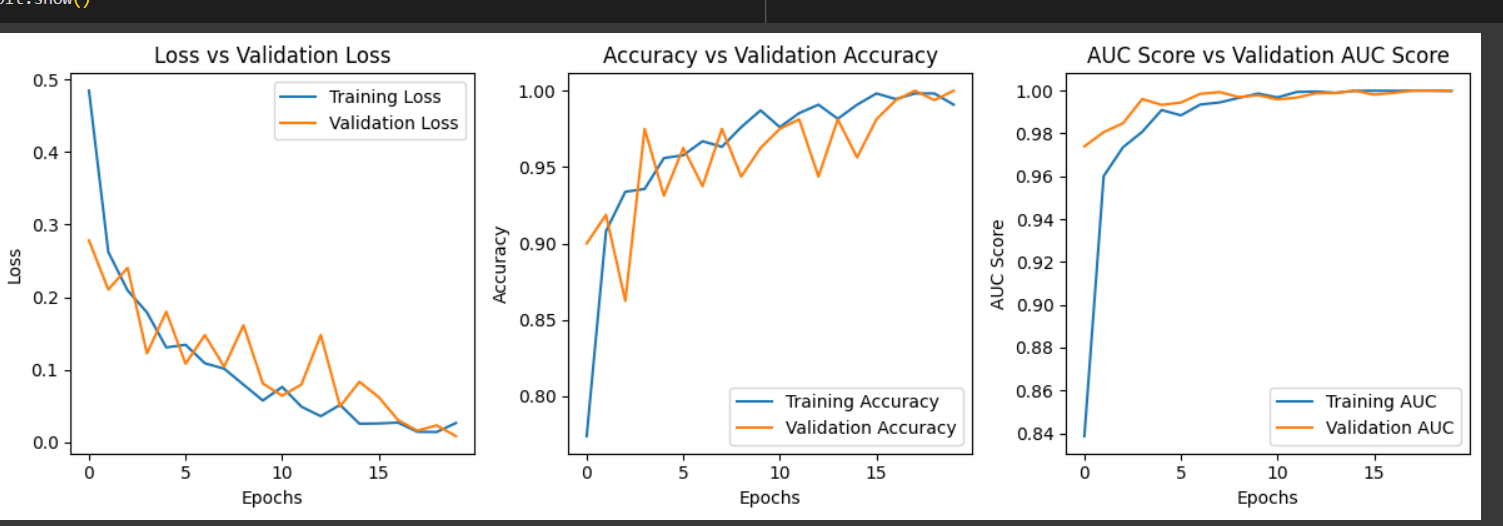 plt.show()
Loss vs Validation Loss
0.5
0.4
0.3
0.2
0.1
0.0
Loss
Training Loss
Validation Loss
0 5 10 15
Epochs
Accuracy vs Validation Accuracy
1.00
0.95
0.90
0.85
0.80
Accuracy
Training Accuracy
Validation Accuracy
0 5 10 15
Epochs
AUC Score vs Validation AUC Score
1.00
0.98
0.96
0.94
0.92
0.90
0.88
0.86
0.84
AUC Score
Training AUC
Validation AUC
0 5 10 15
Epochs